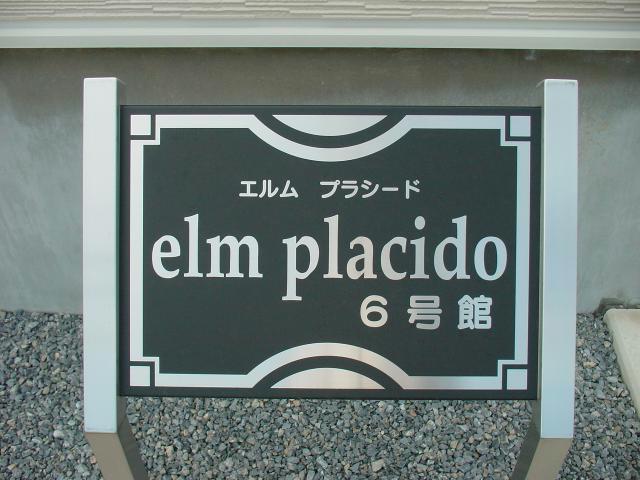 エルム プラシード
elm placido
6号館